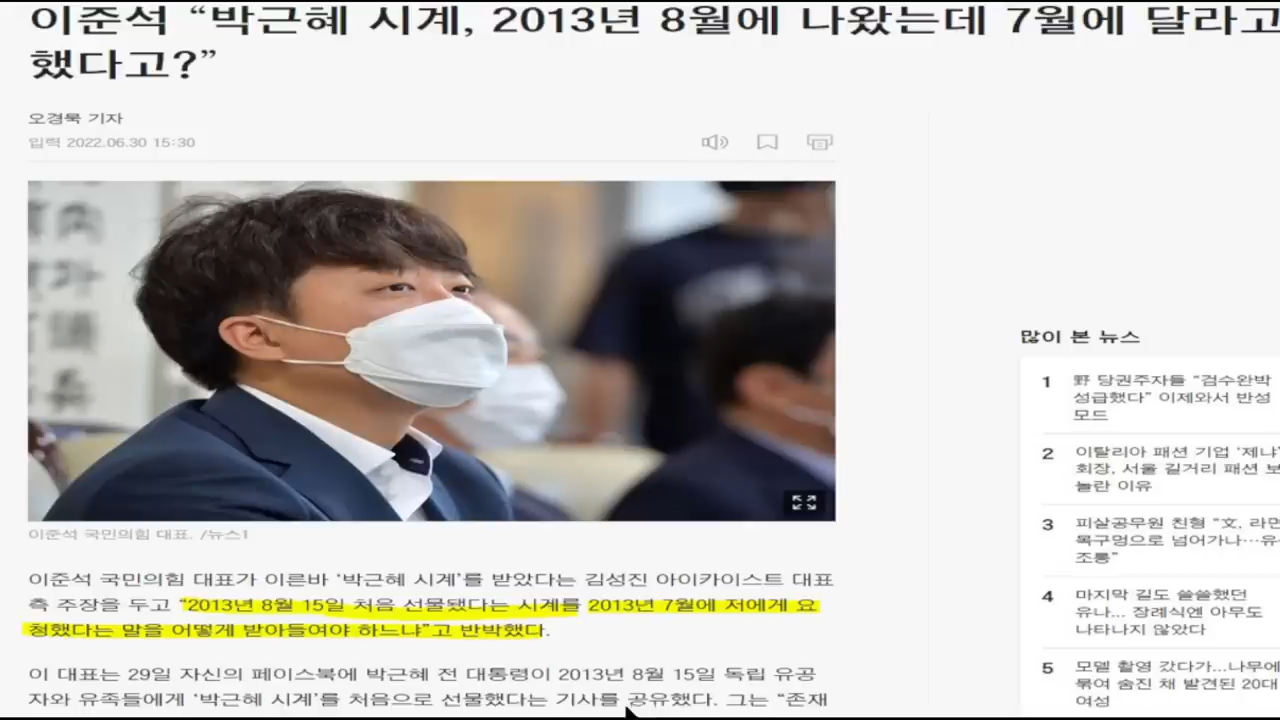 이준석 “박근혜 시계, 2013년 8월에 나왔는데 7월에 달라고
했다고?”
오경묵 기자
입력 2022.06.30 15:30
이준석 국민의힘 대표. /뉴스1
이준석 국민의힘 대표가 이른바 ‘박근혜 시계’를 받았다는 김성진 아이카이스트 대표
측 주장을 두고 “2013년 8월 15일 처음 선물됐다는 시계를 2013년 7월에 저에게 요
청했다는 말을 어떻게 받아들여야 하느냐”고 반박했다.
이 대표는 29일 자신의 페이스북에 박근혜 전 대통령이 2013년 8월 15일 독립 유공
자와 유족들에게 ‘박근혜 시계’를 처음으로 선물했다는 기사를 공유했다. 그는 “존재
많이 본 뉴스
1 野 당권주자들 “검수완박
성급했다” 이제와서 반성
모드
2 이탈리아 패션 기업 ‘제냐’
회장, 서울 길거리 패션 보
놀란 이유
3 피살공무원 친형 “文, 라면
목구멍으로 넘어가나…유
조롱”
4 마지막 길도 쓸쓸했던
유나... 장례식엔 아무도
나타나지 않았다
5 모델 촬영 갔다가...나무에
묶여 숨진 채 발견된 20대
여성